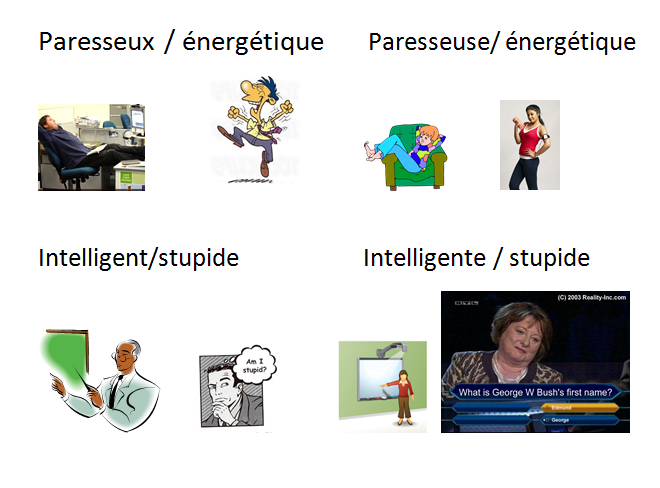 Paresseux / énergétique
Paresseuse/ énergétique
Intelligent/stupide
Intelligente / stupide
Am I
stupid?
(C) 2003 Reality-Inc.com
What is George W Bush's first name?
Edmund
George